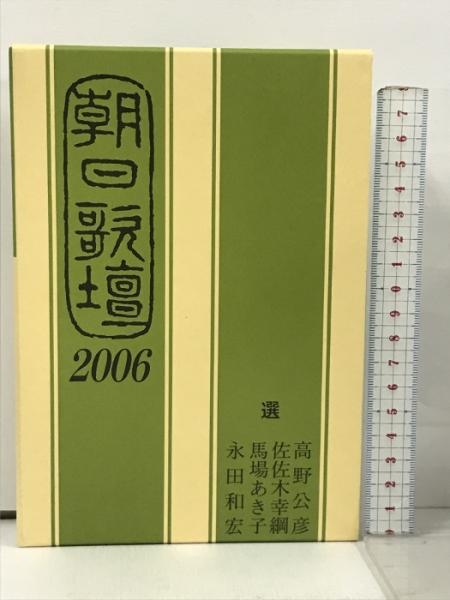 朝日歌壇
2006
選
高野公彦
佐佐木幸綱
馬場あき子
永田和宏